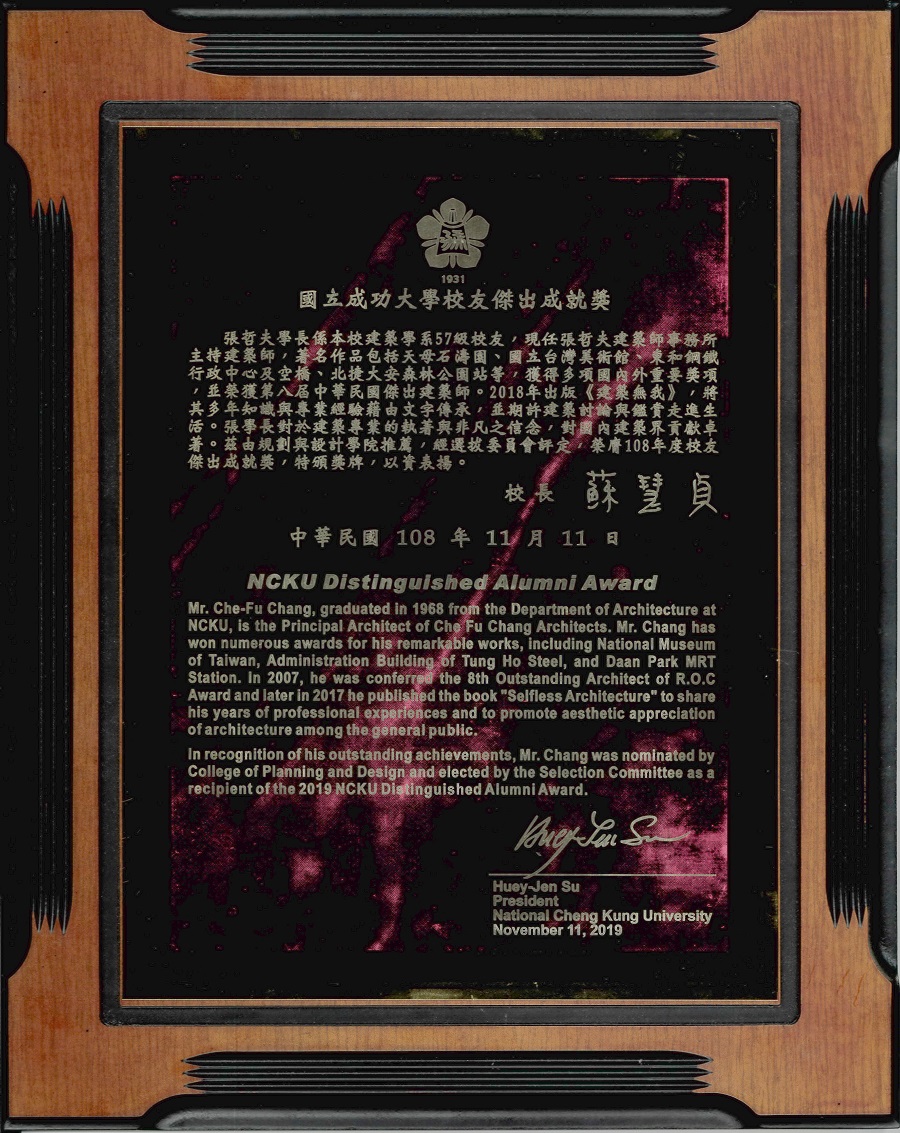 1931
國立成功大學校友傑出成就獎
張哲夫學長係本校建築學系57級校友，現任張哲夫建築師事務所
主持建築師，著名作品包括天母石濤園、國立台灣美術館、東和鋼鐵
行政中心及空橋、北捷大安森林公園站等，獲得多項國內外重要獎項
，並榮獲第八屆中華民國傑出建築師。2018年出版《建築無我》，將
其多年知識與專業經驗藉由文字傳承，並期許建築討論與鑑賞走進生
活。張學長對於建築專業的執著與非凡之信念，對國內建築界貢獻卓
著。茲由規劃與設計學院推薦，經選拔委員會評定，榮膺108年度校友
傑出成就獎，特頒獎牌，以資表揚。
校長 蘇慧貞
中華民國 108 年 11 月 11 日
NCKU Distinguished Alumni Award
Mr. Che-Fu Chang, graduated in 1968 from the Department of Architecture at
NCKU, is the Principal Architect of Che Fu Chang Architects. Mr. Chang has
won numerous awards for his remarkable works, including National Museum
of Taiwan, Administration Building of Tung Ho Steel, and Daan Park MRT
Station. In 2007, he was conferred the 8th Outstanding Architect of R.O.C
Award and later in 2017 he published the book "Selfless Architecture" to share
his years of professional experiences and to promote aesthetic appreciation
of architecture among the general public.
In recognition of his outstanding achievements, Mr. Chang was nominated by
College of Planning and Design and elected by the Selection Committee as a
recipient of the 2019 NCKU Distinguished Alumni Award.
Huey-Jen Su
Huey-Jen Su
President
National Cheng Kung University
November 11, 2019